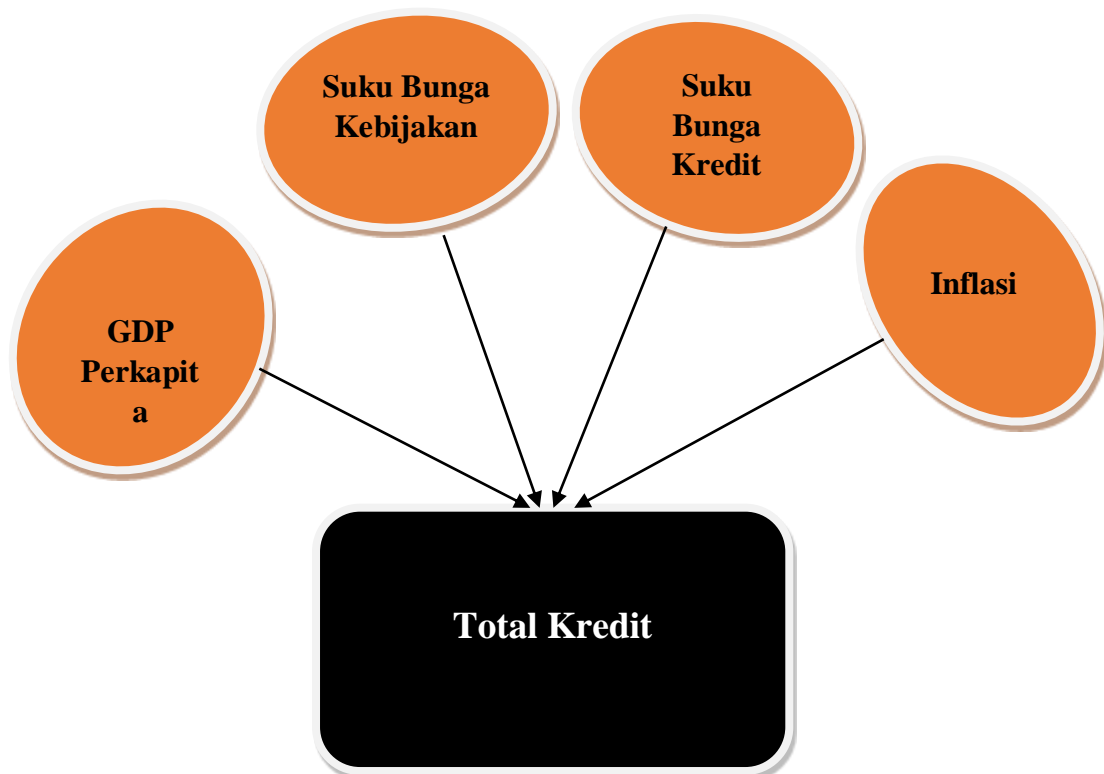 Suku Bunga
Kebijakan
Suku
Bunga
Kredit
Inflasi
GDP
Perkapit
a
Total Kredit